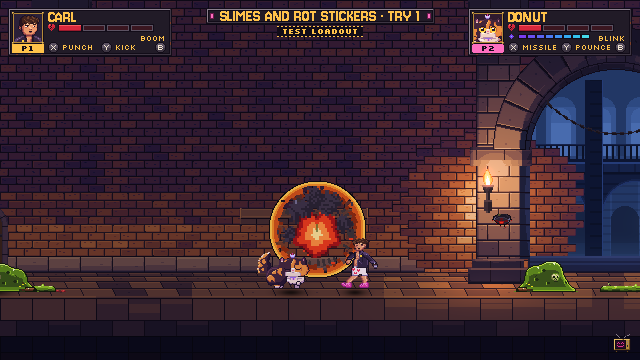 CARL
P1
BOOM
X PUNCH Y KICK B
SLIMES AND ROT STICKERS · TRY 1
TEST LOADOUT
DONUT
P2
BLINK
X MISSILE Y POUNCE B